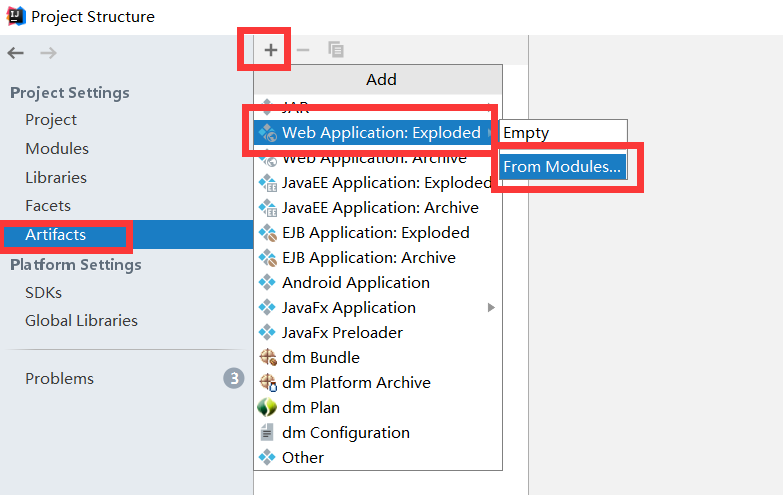 Project Structure
Project Settings
Project
Modules
Libraries
Facets
Artifacts
Platform Settings
SDKs
Global Libraries
Problems
3
Add
JAR
Web Application: Exploded
Web Application: Archive
JavaEE Application: Exploded
JavaEE Application: Archive
EJB Application: Exploded
EJB Application: Archive
Android Application
JavaFx Application
JavaFx Preloader
dm Bundle
dm Platform Archive
dm Plan
dm Configuration
Other
Empty
From Modules...